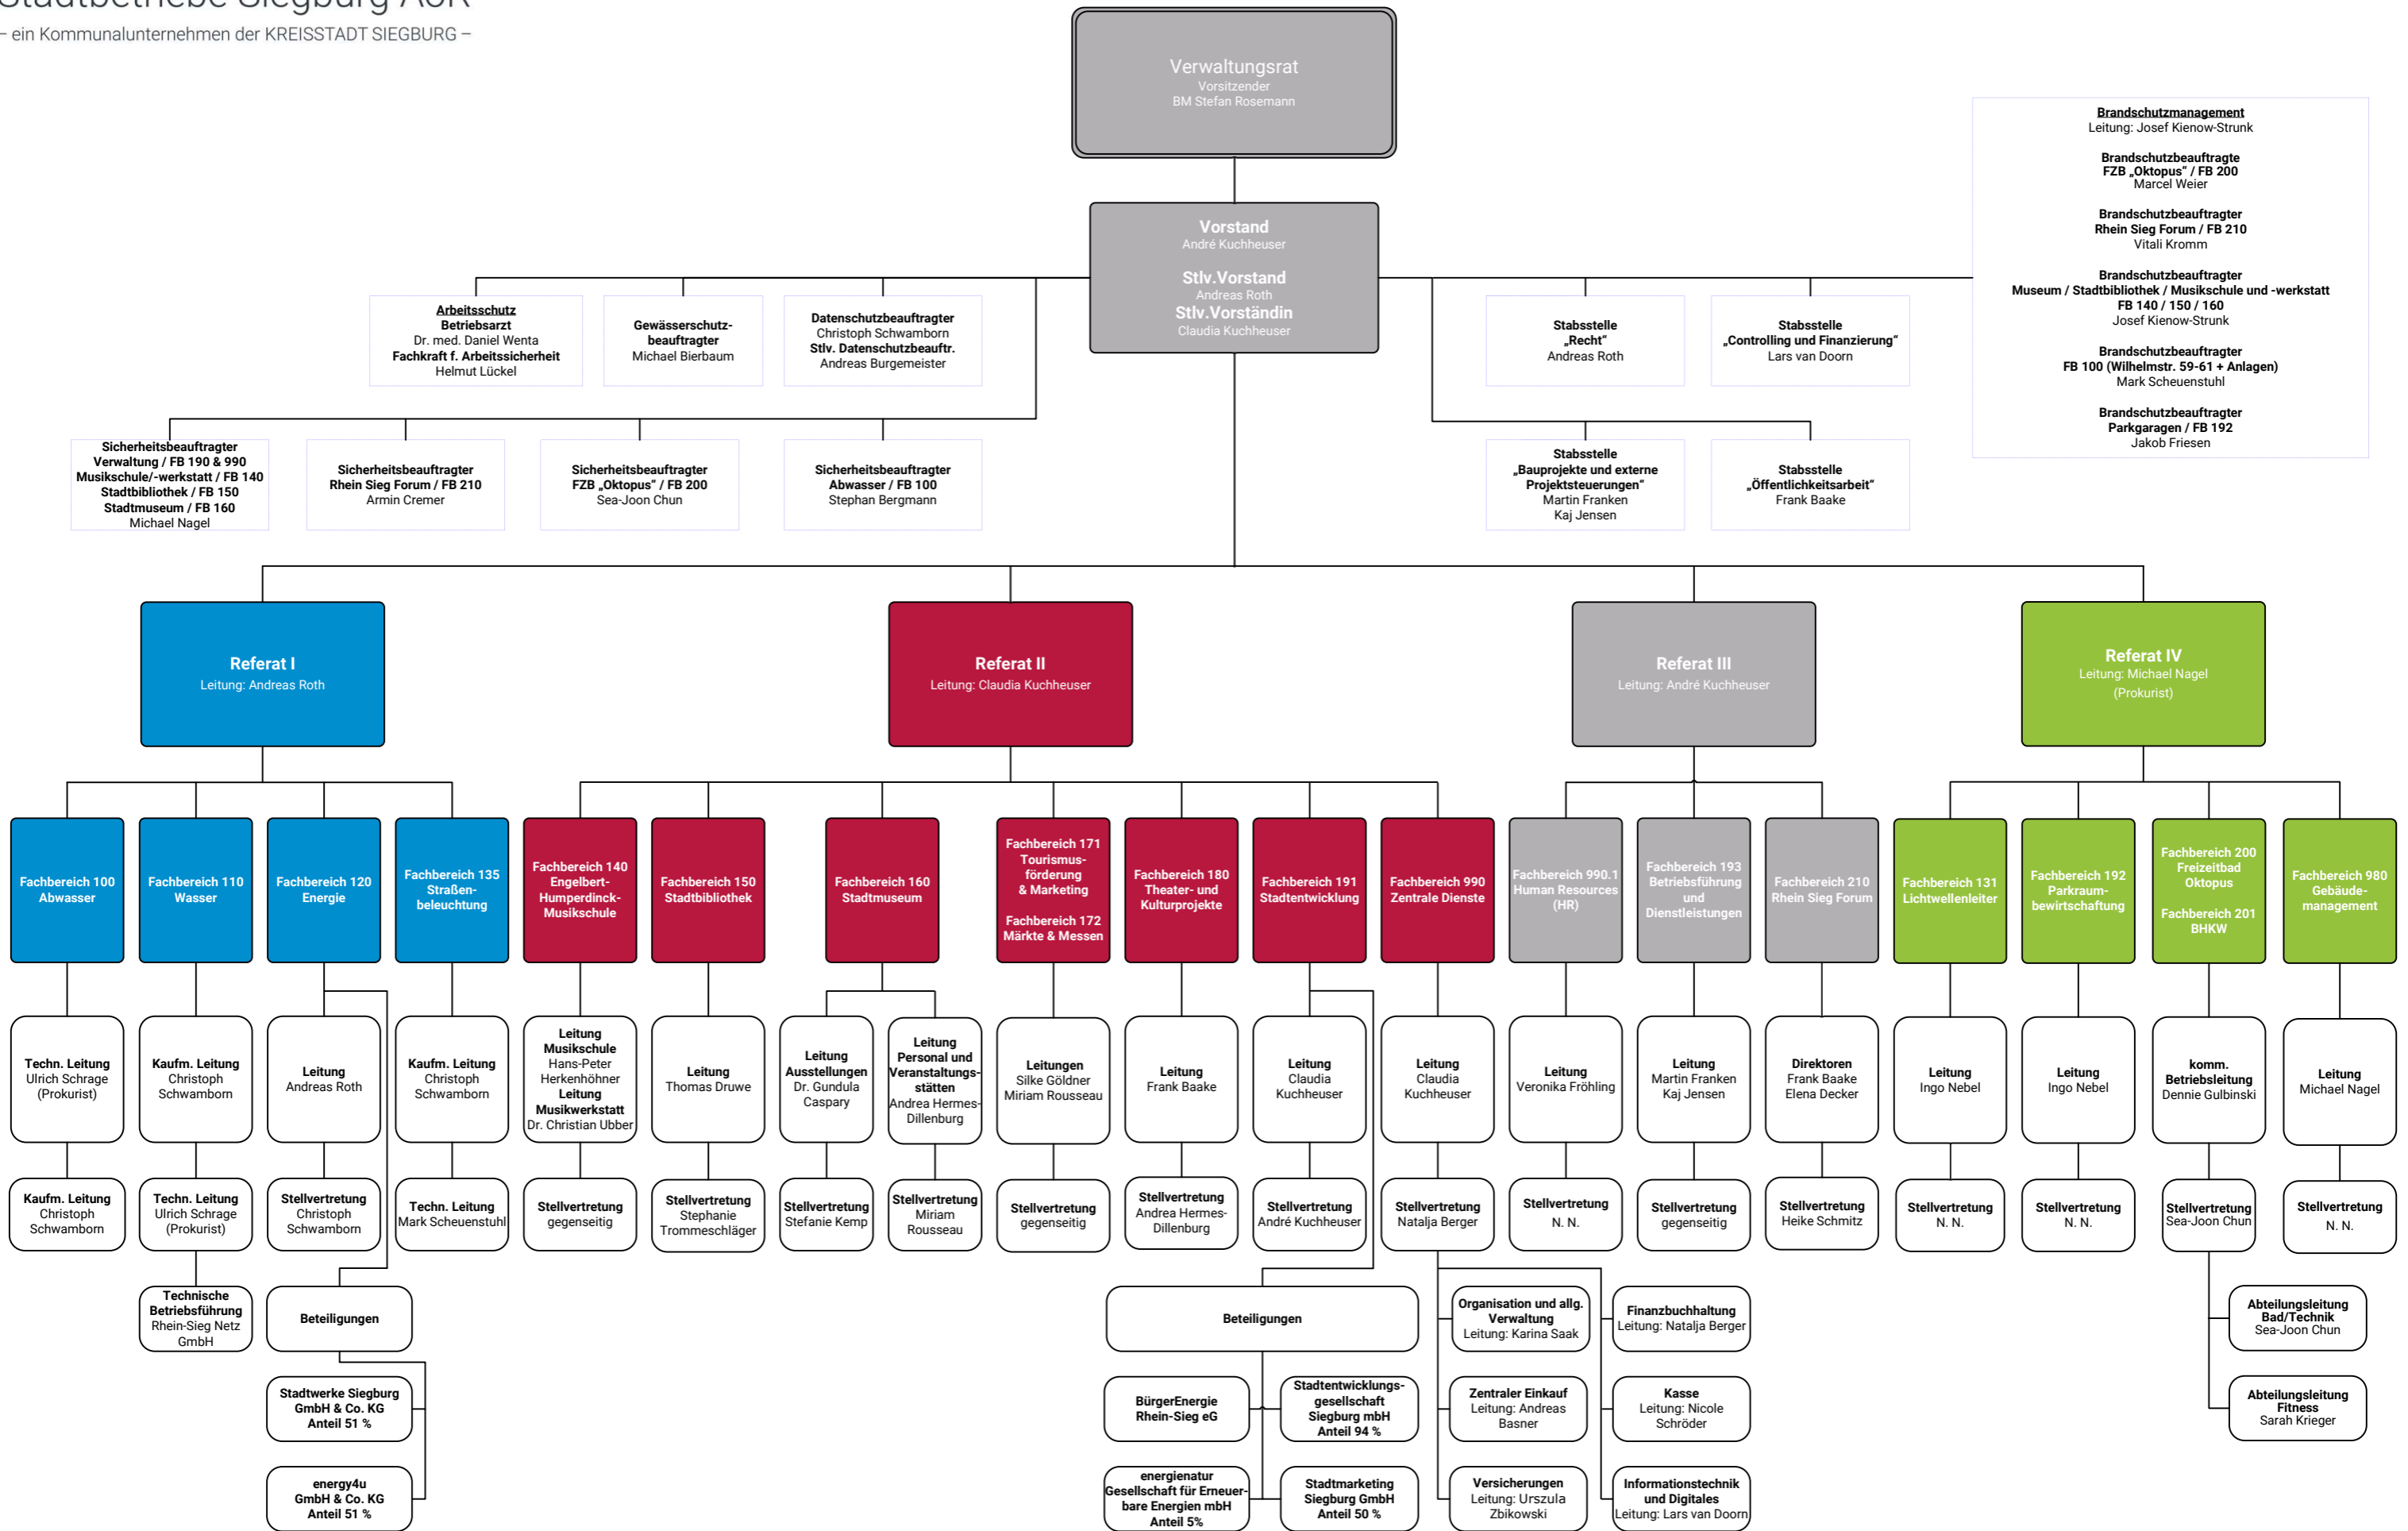 Stadtbetriebe Siegburg AöR
– ein Kommunalunternehmen der KREISSTADT SIEGBURG –
Verwaltungsrat
Vorsitzender
BM Stefan Rosemann
Vorstand
André Kuchheuser
Stlv.Vorstand
Andreas Roth
Stlv.Vorständin
Claudia Kuchheuser
Brandschutzmanagement
Leitung: Josef Kienow-Strunk
Brandschutzbeauftragte
FZB „Oktopus“ / FB 200
Marcel Weier
Brandschutzbeauftragter
Rhein Sieg Forum / FB 210
Vitali Kromm
Brandschutzbeauftragter
Museum / Stadtbibliothek / Musikschule und -werkstatt
FB 140 / 150 / 160
Josef Kienow-Strunk
Brandschutzbeauftragter
FB 100 (Wilhelmstr. 59-61 + Anlagen)
Mark Scheuenstuhl
Brandschutzbeauftragter
Parkgaragen / FB 192
Jakob Friesen
Arbeitsschutz
Betriebsarzt
Dr. med. Daniel Wenta
Fachkraft f. Arbeitssicherheit
Helmut Lückel
Gewässerschutz-
beauftragter
Michael Bierbaum
Datenschutzbeauftragter
Christoph Schwamborn
Stlv. Datenschutzbeauftr.
Andreas Burgemeister
Stabsstelle
„Recht“
Andreas Roth
Stabsstelle
„Controlling und Finanzierung“
Lars van Doorn
Sicherheitsbeauftragter
Verwaltung / FB 190 & 990
Musikschule/-werkstatt / FB 140
Stadtbibliothek / FB 150
Stadtmuseum / FB 160
Michael Nagel
Sicherheitsbeauftragter
Rhein Sieg Forum / FB 210
Armin Cremer
Sicherheitsbeauftragter
FZB „Oktopus“ / FB 200
Sea-Joon Chun
Sicherheitsbeauftragter
Abwasser / FB 100
Stephan Bergmann
Stabsstelle
„Bauprojekte und externe
Projektsteuerungen“
Martin Franken
Kaj Jensen
Stabsstelle
„Öffentlichkeitsarbeit“
Frank Baake
Referat I
Leitung: Andreas Roth
Referat II
Leitung: Claudia Kuchheuser
Referat III
Leitung: André Kuchheuser
Referat IV
Leitung: Michael Nagel
(Prokurist)
Fachbereich 100
Abwasser
Fachbereich 110
Wasser
Fachbereich 120
Energie
Fachbereich 135
Straßen-
beleuchtung
Fachbereich 140
Engelbert-
Humperdinck-
Musikschule
Fachbereich 150
Stadtbibliothek
Fachbereich 160
Stadtmuseum
Fachbereich 171
Tourismus-
förderung
& Marketing
Fachbereich 172
Märkte & Messen
Fachbereich 180
Theater- und
Kulturprojekte
Fachbereich 191
Stadtentwicklung
Fachbereich 990
Zentrale Dienste
Fachbereich 990.1
Human Resources
(HR)
Fachbereich 193
Betriebsführung
und
Dienstleistungen
Fachbereich 210
Rhein Sieg Forum
Fachbereich 131
Lichtwellenleiter
Fachbereich 192
Parkraum-
bewirtschaftung
Fachbereich 200
Freizeitbad
Oktopus
Fachbereich 201
BHKW
Fachbereich 980
Gebäude-
management
Techn. Leitung
Ulrich Schrage
(Prokurist)
Kaufm. Leitung
Christoph
Schwamborn
Leitung
Andreas Roth
Kaufm. Leitung
Christoph
Schwamborn
Leitung
Musikschule
Hans-Peter
Herkenhöhner
Leitung
Musikwerkstatt
Dr. Christian Ubber
Leitung
Thomas Druwe
Leitung
Ausstellungen
Dr. Gundula
Caspary
Leitung
Personal und
Veranstaltungs-
stätten
Andrea Hermes-
Dillenburg
Leitungen
Silke Göldner
Miriam Rousseau
Leitung
Frank Baake
Leitung
Claudia
Kuchheuser
Leitung
Claudia
Kuchheuser
Leitung
Veronika Fröhling
Leitung
Martin Franken
Kaj Jensen
Direktoren
Frank Baake
Elena Decker
Leitung
Ingo Nebel
Leitung
Ingo Nebel
komm.
Betriebsleitung
Dennie Gulbinski
Leitung
Michael Nagel
Kaufm. Leitung
Christoph
Schwamborn
Techn. Leitung
Ulrich Schrage
(Prokurist)
Stellvertretung
Christoph
Schwamborn
Techn. Leitung
Mark Scheuenstuhl
Stellvertretung
gegenseitig
Stellvertretung
Stephanie
Trommeschläger
Stellvertretung
Stefanie Kemp
Stellvertretung
Miriam
Rousseau
Stellvertretung
gegenseitig
Stellvertretung
Andrea Hermes-
Dillenburg
Stellvertretung
André Kuchheuser
Stellvertretung
Natalja Berger
Stellvertretung
N. N.
Stellvertretung
gegenseitig
Stellvertretung
Heike Schmitz
Stellvertretung
N. N.
Stellvertretung
N. N.
Stellvertretung
Sea-Joon Chun
Stellvertretung
N. N.
Technische
Betriebsführung
Rhein-Sieg Netz
GmbH
Beteiligungen
Beteiligungen
Organisation und allg.
Verwaltung
Leitung: Karina Saak
Finanzbuchhaltung
Leitung: Natalja Berger
Abteilungsleitung
Bad/Technik
Sea-Joon Chun
Stadtwerke Siegburg
GmbH & Co. KG
Anteil 51 %
BürgerEnergie
Rhein-Sieg eG
Stadtentwicklungs-
gesellschaft
Siegburg mbH
Anteil 94 %
Zentraler Einkauf
Leitung: Andreas
Basner
Kasse
Leitung: Nicole
Schröder
Abteilungsleitung
Fitness
Sarah Krieger
energy4u
GmbH & Co. KG
Anteil 51 %
energienatur
Gesellschaft für Erneuer-
bare Energien mbH
Anteil 5%
Stadtmarketing
Siegburg GmbH
Anteil 50 %
Versicherungen
Leitung: Urszula
Zbikowski
Informationstechnik
und Digitales
Leitung: Lars van Doorn